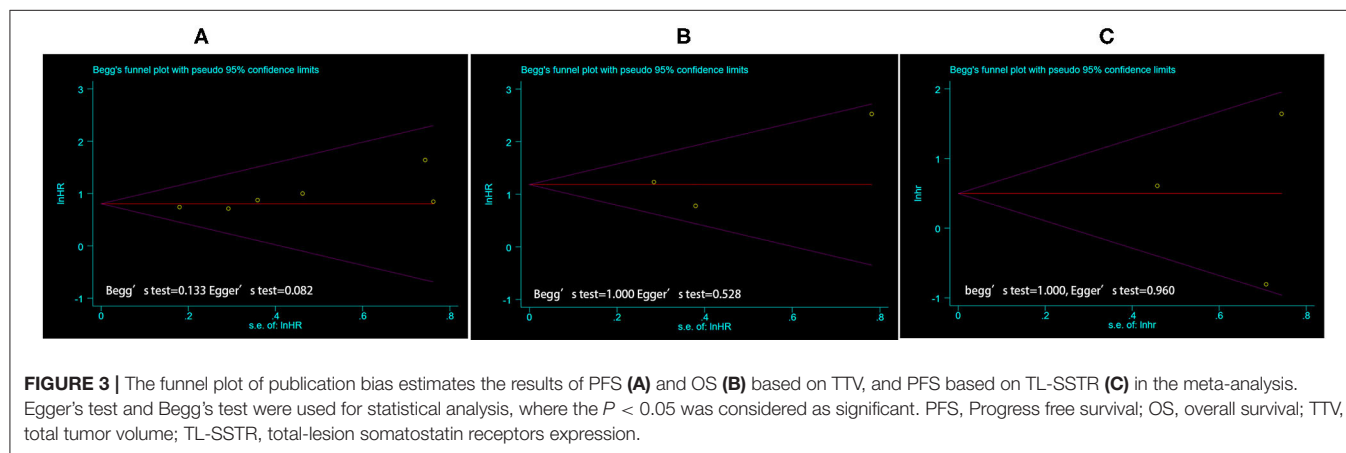 A
B
C
Begg's funnel plot with pseudo 95% confidence limits
3
2
1
0
-1
lnHR
Begg′ s test=0.133 Egger′ s test=0.082
0 .2 .4 .6 .8
s.e. of: lnHR
Begg's funnel plot with pseudo 95% confidence limits
3
2
1
0
-1
lnHR
Begg′ s test=1.000 Egger′ s test=0.528
0 .2 .4 .6 .8
s.e. of: lnHR
Begg's funnel plot with pseudo 95% confidence limits
2
1
0
-1
lnhr
begg′ s test=1.000, Egger′ s test=0.960
0 .2 .4 .6 .8
s.e. of: lnhr
FIGURE 3 | The funnel plot of publication bias estimates the results of PFS (A) and OS (B) based on TTV, and PFS based on TL-SSTR (C) in the meta-analysis.
Egger's test and Begg's test were used for statistical analysis, where the P < 0.05 was considered as significant. PFS, Progress free survival; OS, overall survival; TTV,
total tumor volume; TL-SSTR, total-lesion somatostatin receptors expression.